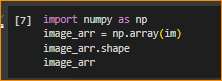 [7] import numpy as np
image_arr = np.array(im)
image_arr.shape
image_arr